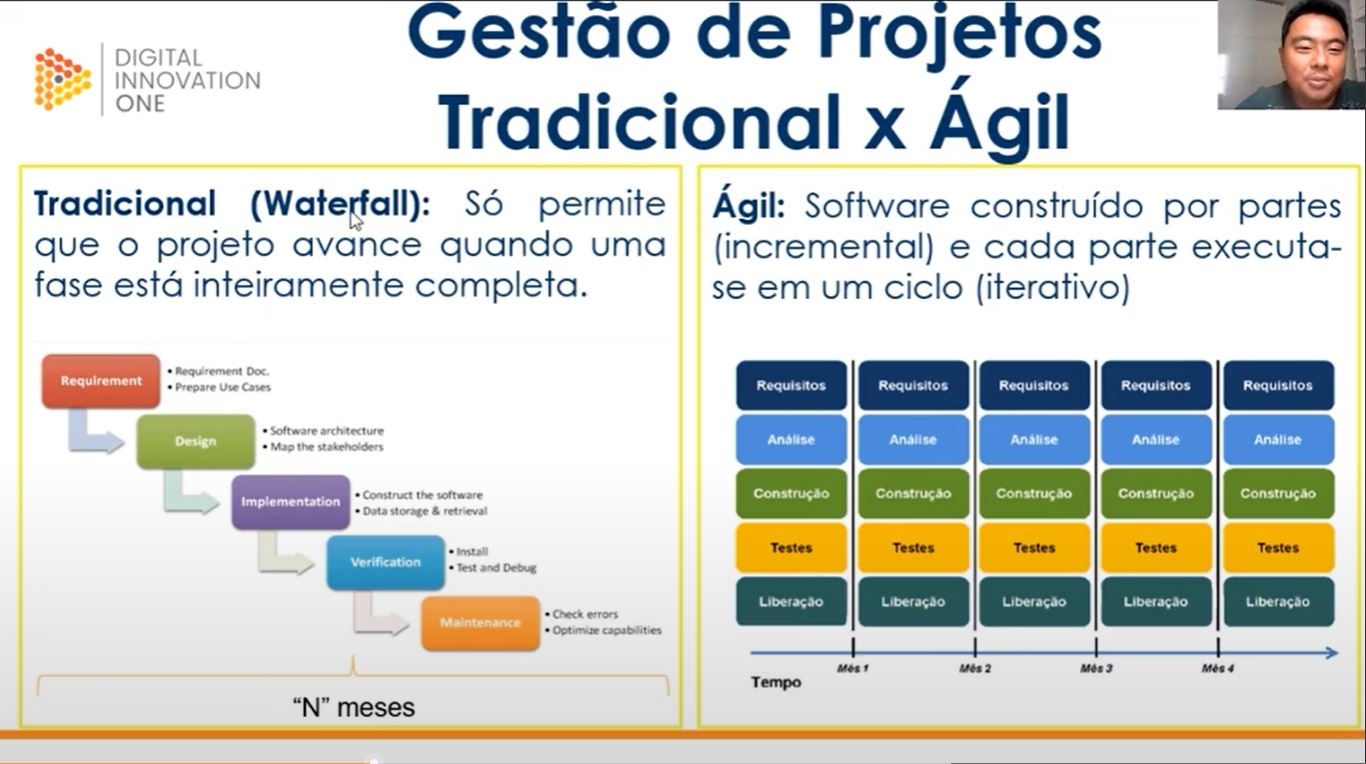 DIGITAL
INNOVATION
ONE
Gestão de Projetos
Tradicional x Ágil
Tradicional (Waterfall): Só permite
que o projeto avance quando uma
fase está inteiramente completa.
Requirement
• Requirement Doc.
• Prepare Use Cases
Design
• Software architecture
• Map the stakeholders
Implementation
• Construct the software
• Data storage & retrieval
Verification
• Install
• Test and Debug
Maintenance
• Check errors
• Optimize capabilities
“N” meses
Ágil: Software construído por partes
(incremental) e cada parte executa-
se em um ciclo (iterativo)
Requisitos Requisitos Requisitos Requisitos Requisitos
Análise Análise Análise Análise Análise
Construção Construção Construção Construção Construção
Testes Testes Testes Testes Testes
Liberação Liberação Liberação Liberação Liberação
Mês 1 Mês 2 Mês 3 Mês 4
Tempo